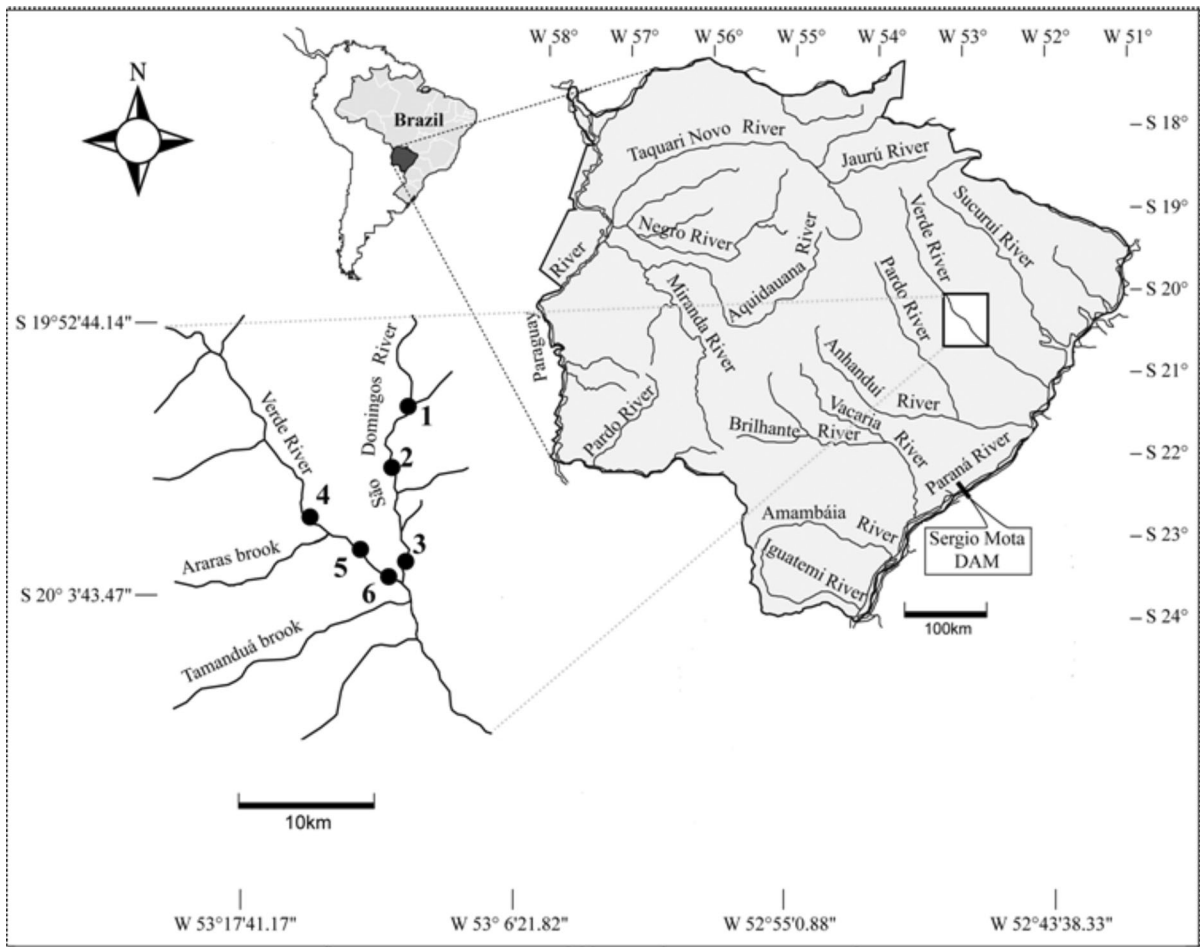 W 58° W 57° W 56° W 55° W 54° W 53° W 52° W 51°
N
Brazil
S 18°
S 19°
S 20°
S 21°
S 22°
S 23°
S 24°
Taquari Novo River
Jaurú River
Negro River
Aquidauana River
Verde River
Sucuruí River
Paraguay River
Miranda River
Pardo River
Pardo River
Anhanduí River
Vacaria River
Brilhante River
Paraná River
Amambáia River
Iguatemi River
Sergio Mota
DAM
100km
S 19°52'44.14"
S 20° 3'43.47"
Verde River
São Domingos River
1
2
3
4
5
6
Araras brook
Tamanduá brook
10km
W 53°17'41.17" W 53° 6'21.82" W 52°55'0.88" W 52°43'38.33"